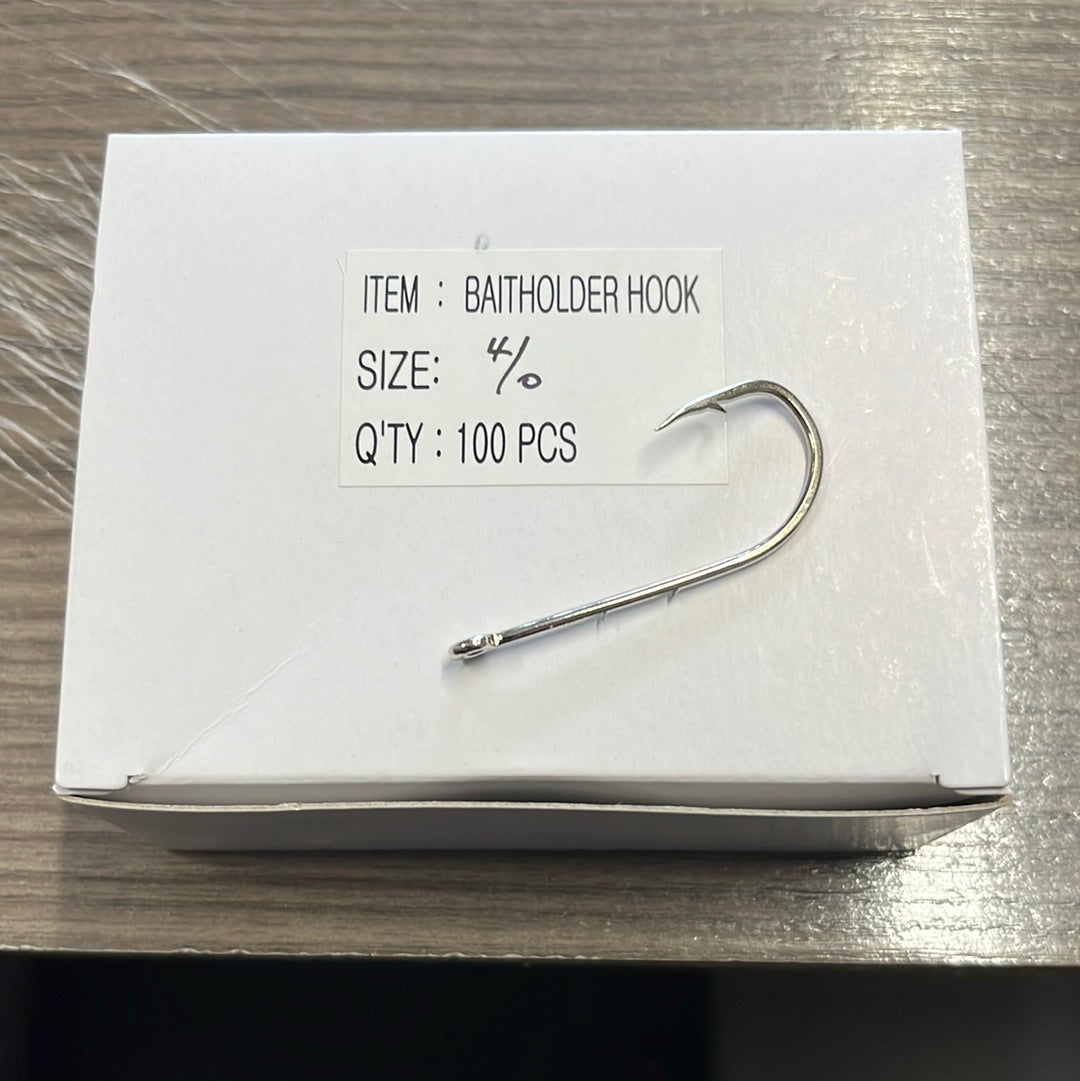 ITEM : BAITHOLDER HOOK
SIZE: 4/0
Q'TY : 100 PCS